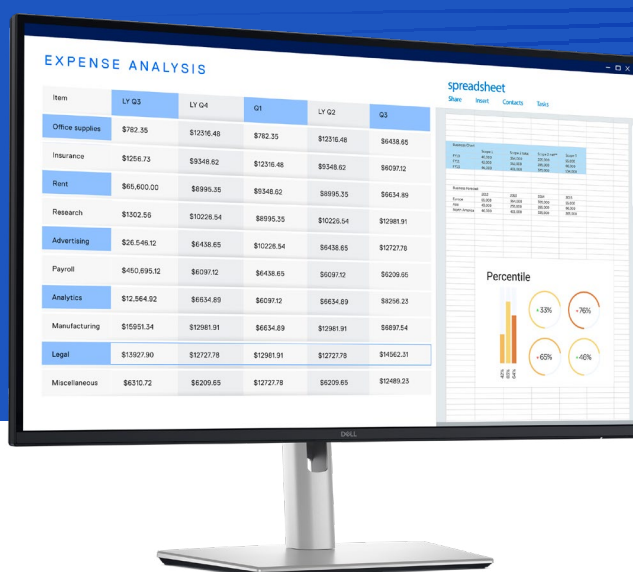 EXPENSE ANALYSIS
Item LY Q3 LY Q4 Q1 LY Q2 Q3
Office supplies $782.35 $12316.48 $782.35 $12316.48 $6438.65
Insurance $1256.73 $9348.62 $12316.48 $9348.62 $6097.12
Rent $65,600.00 $8995.35 $9348.62 $8995.35 $6634.89
Research $1302.56 $10226.54 $8995.35 $10226.54 $12981.91
Advertising $26.546.12 $6438.65 $10226.54 $6438.65 $12727.78
Payroll $450,695.12 $6097.12 $6438.65 $6097.12 $6209.65
Analytics $12,564.92 $6634.89 $6097.12 $6634.89 $8256.23
Manufacturing $15951.34 $12981.91 $6634.89 $12981.91 $6897.54
Legal $13927.90 $12727.78 $12981.91 $12727.78 $14562.31
Miscellaneous $6310.72 $6209.65 $12727.78 $6209.65 $12489.23
spreadsheet
Share Insert Contacts Tasks
Percentile
33% 76%
65% 46%
DELL